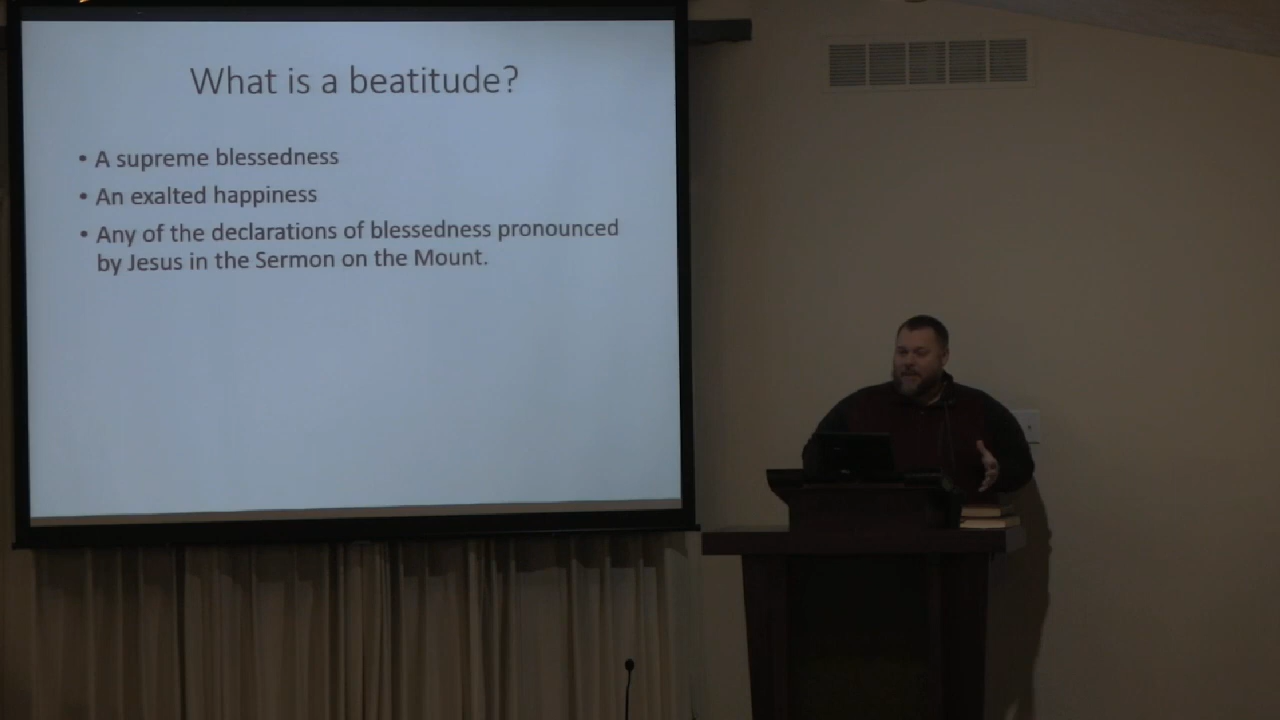 What is a beatitude?
• A supreme blessedness
• An exalted happiness
• Any of the declarations of blessedness pronounced
by Jesus in the Sermon on the Mount.